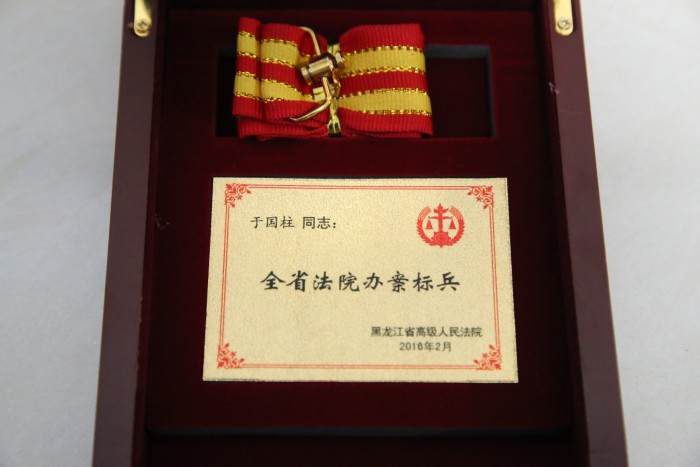 于国柱 同志：
全省法院办案标兵
黑龙江省高级人民法院
2016年2月